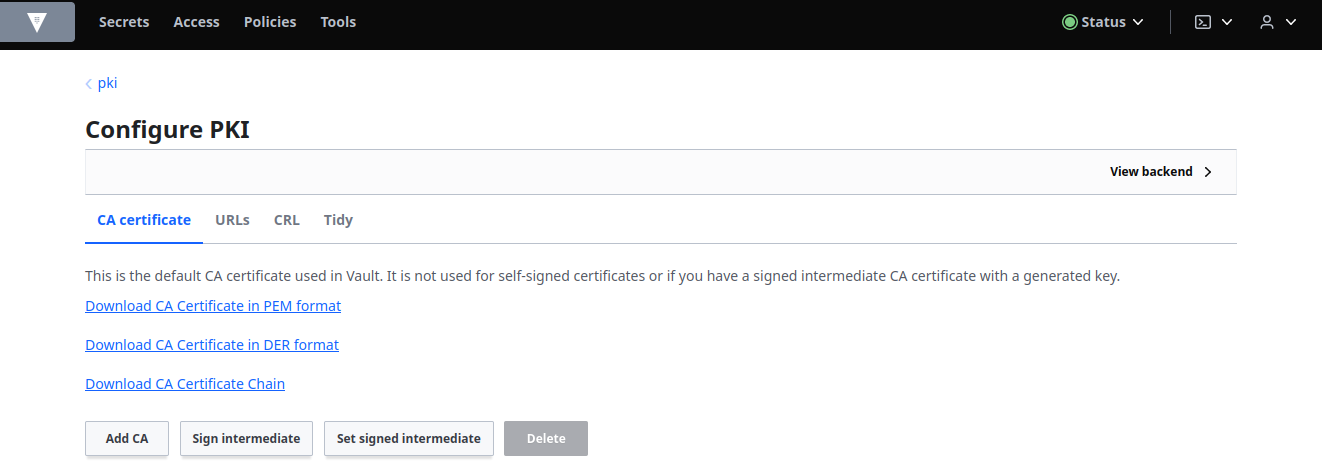 Secrets Access Policies Tools Status
pki
Configure PKI
View backend
CA certificate URLs CRL Tidy
This is the default CA certificate used in Vault. It is not used for self-signed certificates or if you have a signed intermediate CA certificate with a generated key.
Download CA Certificate in PEM format
Download CA Certificate in DER format
Download CA Certificate Chain
Add CA Sign intermediate Set signed intermediate Delete